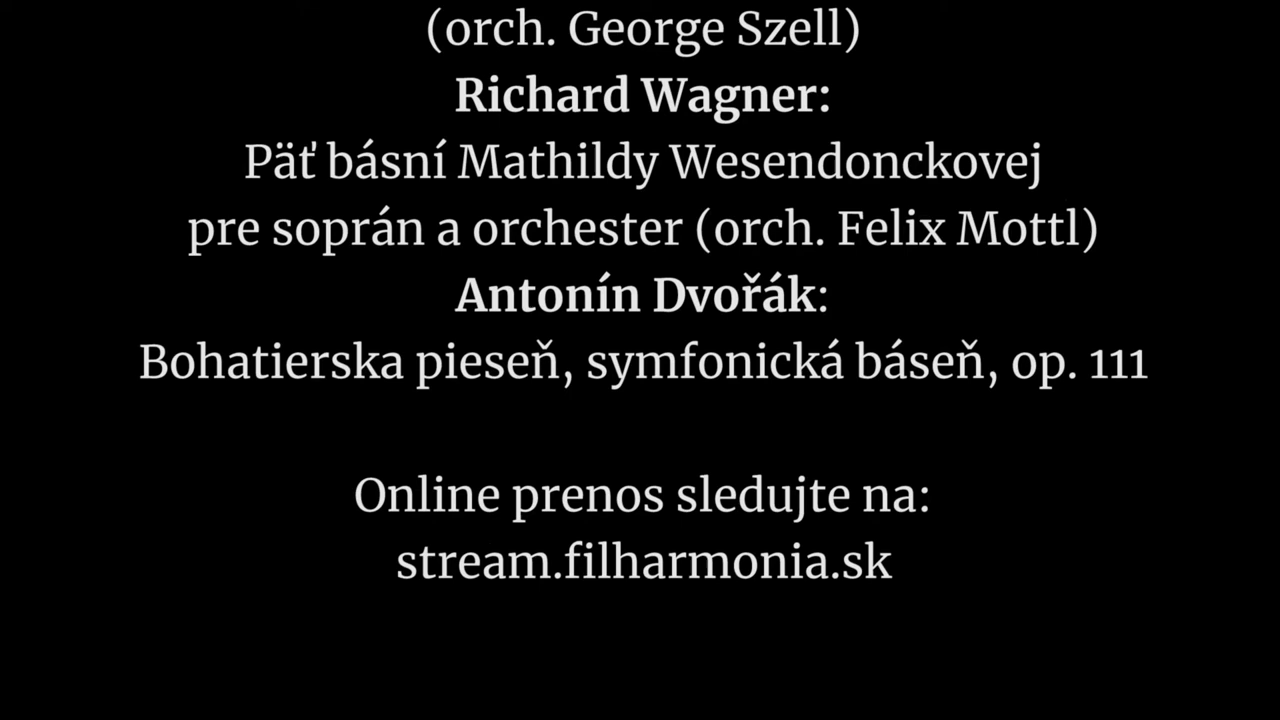 (orch. George Szell)
Richard Wagner:
Päť básní Mathildy Wesendonckovej
pre soprán a orchester (orch. Felix Mottl)
Antonín Dvořák:
Bohatierska pieseň, symfonická báseň, op. 111
Online prenos sledujte na:
stream.filharmonia.sk